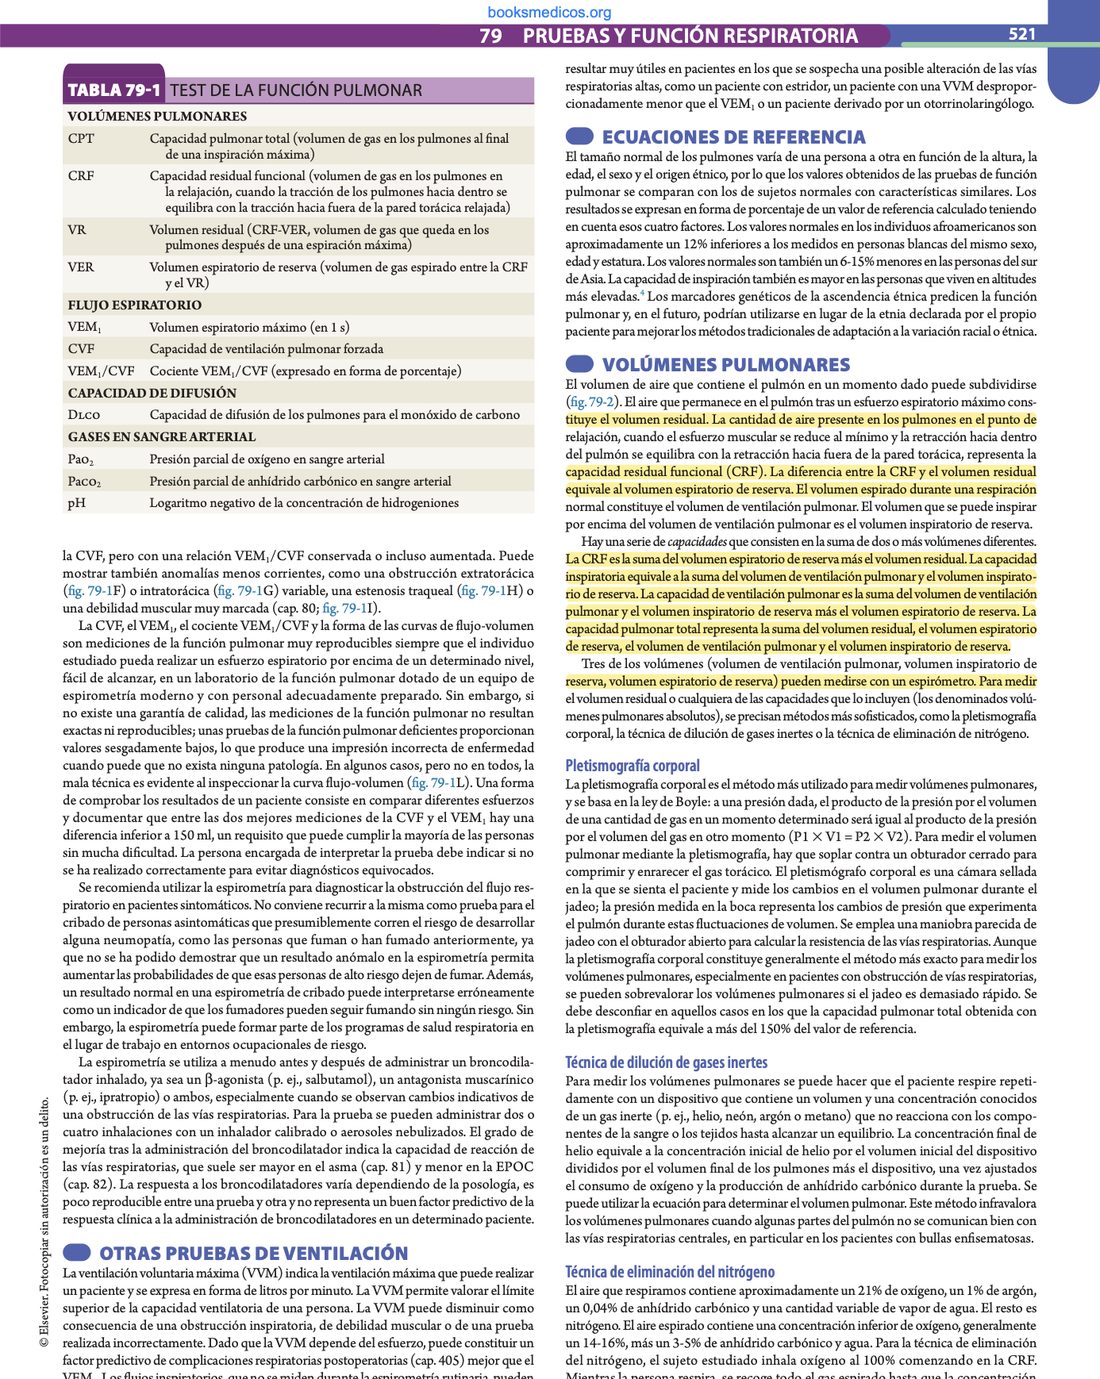 booksmedicos.org
79 PRUEBAS Y FUNCIÓN RESPIRATORIA
521
TABLA 79-1 TEST DE LA FUNCIÓN PULMONAR
VOLÚMENES PULMONARES
CPT Capacidad pulmonar total (volumen de gas en los pulmones al final
de una inspiración máxima)
CRF Capacidad residual funcional (volumen de gas en los pulmones en
la relajación, cuando la tracción de los pulmones hacia dentro se
equilibra con la tracción hacia fuera de la pared torácica relajada)
VR Volumen residual (CRF-VER, volumen de gas que queda en los
pulmones después de una espiración máxima)
VER Volumen espiratorio de reserva (volumen de gas espirado entre la CRF
y el VR)
FLUJO ESPIRATORIO
VEM₁ Volumen espiratorio máximo (en 1 s)
CVF Capacidad de ventilación pulmonar forzada
VEM₁/CVF Cociente VEM₁/CVF (expresado en forma de porcentaje)
CAPACIDAD DE DIFUSIÓN
DLCO Capacidad de difusión de los pulmones para el monóxido de carbono
GASES EN SANGRE ARTERIAL
PaO₂ Presión parcial de oxígeno en sangre arterial
PaCO₂ Presión parcial de anhídrido carbónico en sangre arterial
pH Logaritmo negativo de la concentración de hidrogeniones
la CVF, pero con una relación VEM₁/CVF conservada o incluso aumentada. Puede
mostrar también anomalías menos corrientes, como una obstrucción extratorácica
(fig. 79-1F) o intratorácica (fig. 79-1G) variable, una estenosis traqueal (fig. 79-1H) o
una debilidad muscular muy marcada (cap. 80; fig. 79-1I).
La CVF, el VEM₁, el cociente VEM₁/CVF y la forma de las curvas de flujo-volumen
son mediciones de la función pulmonar muy reproducibles siempre que el individuo
estudiado pueda realizar un esfuerzo espiratorio por encima de un determinado nivel,
fácil de alcanzar, en un laboratorio de la función pulmonar dotado de un equipo de
espirometría moderno y con personal adecuadamente preparado. Sin embargo, si
no existe una garantía de calidad, las mediciones de la función pulmonar no resultan
exactas ni reproducibles; unas pruebas de la función pulmonar deficientes proporcionan
valores sesgadamente bajos, lo que produce una impresión incorrecta de enfermedad
cuando puede que no exista ninguna patología. En algunos casos, pero no en todos, la
mala técnica es evidente al inspeccionar la curva flujo-volumen (fig. 79-1L). Una forma
de comprobar los resultados de un paciente consiste en comparar diferentes esfuerzos
y documentar que entre las dos mejores mediciones de la CVF y el VEM₁ hay una
diferencia inferior a 150 ml, un requisito que puede cumplir la mayoría de las personas
sin mucha dificultad. La persona encargada de interpretar la prueba debe indicar si no
se ha realizado correctamente para evitar diagnósticos equivocados.
Se recomienda utilizar la espirometría para diagnosticar la obstrucción del flujo res-
piratorio en pacientes sintomáticos. No conviene recurrir a la misma como prueba para el
cribado de personas asintomáticas que presumiblemente corren el riesgo de desarrollar
alguna neumopatía, como las personas que fuman o han fumado anteriormente, ya
que no se ha podido demostrar que un resultado anómalo en la espirometría permita
aumentar las probabilidades de que esas personas de alto riesgo dejen de fumar. Además,
un resultado normal en una espirometría de cribado puede interpretarse erróneamente
como un indicador de que los fumadores pueden seguir fumando sin ningún riesgo. Sin
embargo, la espirometría puede formar parte de los programas de salud respiratoria en
el lugar de trabajo en entornos ocupacionales de riesgo.
La espirometría se utiliza a menudo antes y después de administrar un broncodila-
tador inhalado, ya sea un β-agonista (p. ej., salbutamol), un antagonista muscarínico
(p. ej., ipratropio) o ambos, especialmente cuando se observan cambios indicativos de
una obstrucción de las vías respiratorias. Para la prueba se pueden administrar dos o
cuatro inhalaciones con un inhalador calibrado o aerosoles nebulizados. El grado de
mejoría tras la administración del broncodilatador indica la capacidad de reacción de
las vías respiratorias, que suele ser mayor en el asma (cap. 81) y menor en la EPOC
(cap. 82). La respuesta a los broncodilatadores varía dependiendo de la posología, es
poco reproducible entre una prueba y otra y no representa un buen factor predictivo de la
respuesta clínica a la administración de broncodilatadores en un determinado paciente.
OTRAS PRUEBAS DE VENTILACIÓN
La ventilación voluntaria máxima (VVM) indica la ventilación máxima que puede realizar
un paciente y se expresa en forma de litros por minuto. La VVM permite valorar el límite
superior de la capacidad ventilatoria de una persona. La VVM puede disminuir como
consecuencia de una obstrucción inspiratoria, de debilidad muscular o de una prueba
realizada incorrectamente. Dado que la VVM depende del esfuerzo, puede constituir un
factor predictivo de complicaciones respiratorias postoperatorias (cap. 405) mejor que el
VEM₁. Los flujos inspiratorios, que no se miden durante la espirometría rutinaria, pueden
resultar muy útiles en pacientes en los que se sospecha una posible alteración de las vías
respiratorias altas, como un paciente con estridor, un paciente con una VVM despropor-
cionadamente menor que el VEM₁ o un paciente derivado por un otorrinolaringólogo.
ECUACIONES DE REFERENCIA
El tamaño normal de los pulmones varía de una persona a otra en función de la altura, la
edad, el sexo y el origen étnico, por lo que los valores obtenidos de las pruebas de función
pulmonar se comparan con los de sujetos normales con características similares. Los
resultados se expresan en forma de porcentaje de un valor de referencia calculado teniendo
en cuenta esos cuatro factores. Los valores normales en los individuos afroamericanos son
aproximadamente un 12% inferiores a los medidos en personas blancas del mismo sexo,
edad y estatura. Los valores normales son también un 6-15% menores en las personas del sur
de Asia. La capacidad de inspiración también es mayor en las personas que viven en altitudes
más elevadas.⁴ Los marcadores genéticos de la ascendencia étnica predicen la función
pulmonar y, en el futuro, podrían utilizarse en lugar de la etnia declarada por el propio
paciente para mejorar los métodos tradicionales de adaptación a la variación racial o étnica.
VOLÚMENES PULMONARES
El volumen de aire que contiene el pulmón en un momento dado puede subdividirse
(fig. 79-2). El aire que permanece en el pulmón tras un esfuerzo espiratorio máximo cons-
tituye el volumen residual. La cantidad de aire presente en los pulmones en el punto de
relajación, cuando el esfuerzo muscular se reduce al mínimo y la retracción hacia dentro
del pulmón se equilibra con la retracción hacia fuera de la pared torácica, representa la
capacidad residual funcional (CRF). La diferencia entre la CRF y el volumen residual
equivale al volumen espiratorio de reserva. El volumen espirado durante una respiración
normal constituye el volumen de ventilación pulmonar. El volumen que se puede inspirar
por encima del volumen de ventilación pulmonar es el volumen inspiratorio de reserva.
Hay una serie de capacidades que consisten en la suma de dos o más volúmenes diferentes.
La CRF es la suma del volumen espiratorio de reserva más el volumen residual. La capacidad
inspiratoria equivale a la suma del volumen de ventilación pulmonar y el volumen inspirato-
rio de reserva. La capacidad de ventilación pulmonar es la suma del volumen de ventilación
pulmonar y el volumen inspiratorio de reserva más el volumen espiratorio de reserva. La
capacidad pulmonar total representa la suma del volumen residual, el volumen espiratorio
de reserva, el volumen de ventilación pulmonar y el volumen inspiratorio de reserva.
Tres de los volúmenes (volumen de ventilación pulmonar, volumen inspiratorio de
reserva, volumen espiratorio de reserva) pueden medirse con un espirómetro. Para medir
el volumen residual o cualquiera de las capacidades que lo incluyen (los denominados volú-
menes pulmonares absolutos), se precisan métodos más sofisticados, como la pletismografía
corporal, la técnica de dilución de gases inertes o la técnica de eliminación de nitrógeno.
Pletismografía corporal
La pletismografía corporal es el método más utilizado para medir volúmenes pulmonares,
y se basa en la ley de Boyle: a una presión dada, el producto de la presión por el volumen
de una cantidad de gas en un momento determinado será igual al producto de la presión
por el volumen del gas en otro momento (P1 × V1 = P2 × V2). Para medir el volumen
pulmonar mediante la pletismografía, hay que soplar contra un obturador cerrado para
comprimir y enrarecer el gas torácico. El pletismógrafo corporal es una cámara sellada
en la que se sienta el paciente y mide los cambios en el volumen pulmonar durante el
jadeo; la presión medida en la boca representa los cambios de presión que experimenta
el pulmón durante estas fluctuaciones de volumen. Se emplea una maniobra parecida de
jadeo con el obturador abierto para calcular la resistencia de las vías respiratorias. Aunque
la pletismografía corporal constituye generalmente el método más exacto para medir los
volúmenes pulmonares, especialmente en pacientes con obstrucción de vías respiratorias,
se pueden sobrevalorar los volúmenes pulmonares si el jadeo es demasiado rápido. Se
debe desconfiar en aquellos casos en los que la capacidad pulmonar total obtenida con
la pletismografía equivale a más del 150% del valor de referencia.
Técnica de dilución de gases inertes
Para medir los volúmenes pulmonares se puede hacer que el paciente respire repeti-
damente con un dispositivo que contiene un volumen y una concentración conocidos
de un gas inerte (p. ej., helio, neón, argón o metano) que no reacciona con los compo-
nentes de la sangre o los tejidos hasta alcanzar un equilibrio. La concentración final de
helio equivale a la concentración inicial de helio por el volumen inicial del dispositivo
divididos por el volumen final de los pulmones más el dispositivo, una vez ajustados
el consumo de oxígeno y la producción de anhídrido carbónico durante la prueba. Se
puede utilizar la ecuación para determinar el volumen pulmonar. Este método infravalora
los volúmenes pulmonares cuando algunas partes del pulmón no se comunican bien con
las vías respiratorias centrales, en particular en los pacientes con bullas enfisematosas.
Técnica de eliminación del nitrógeno
El aire que respiramos contiene aproximadamente un 21% de oxígeno, un 1% de argón,
un 0,04% de anhídrido carbónico y una cantidad variable de vapor de agua. El resto es
nitrógeno. El aire espirado contiene una concentración inferior de oxígeno, generalmente
un 14-16%, más un 3-5% de anhídrido carbónico y agua. Para la técnica de eliminación
del nitrógeno, el sujeto estudiado inhala oxígeno al 100% comenzando en la CRF.
Mientras la persona respira, se recoge todo el gas espirado hasta que la concentración
© Elsevier. Fotocopiar sin autorización es un delito.